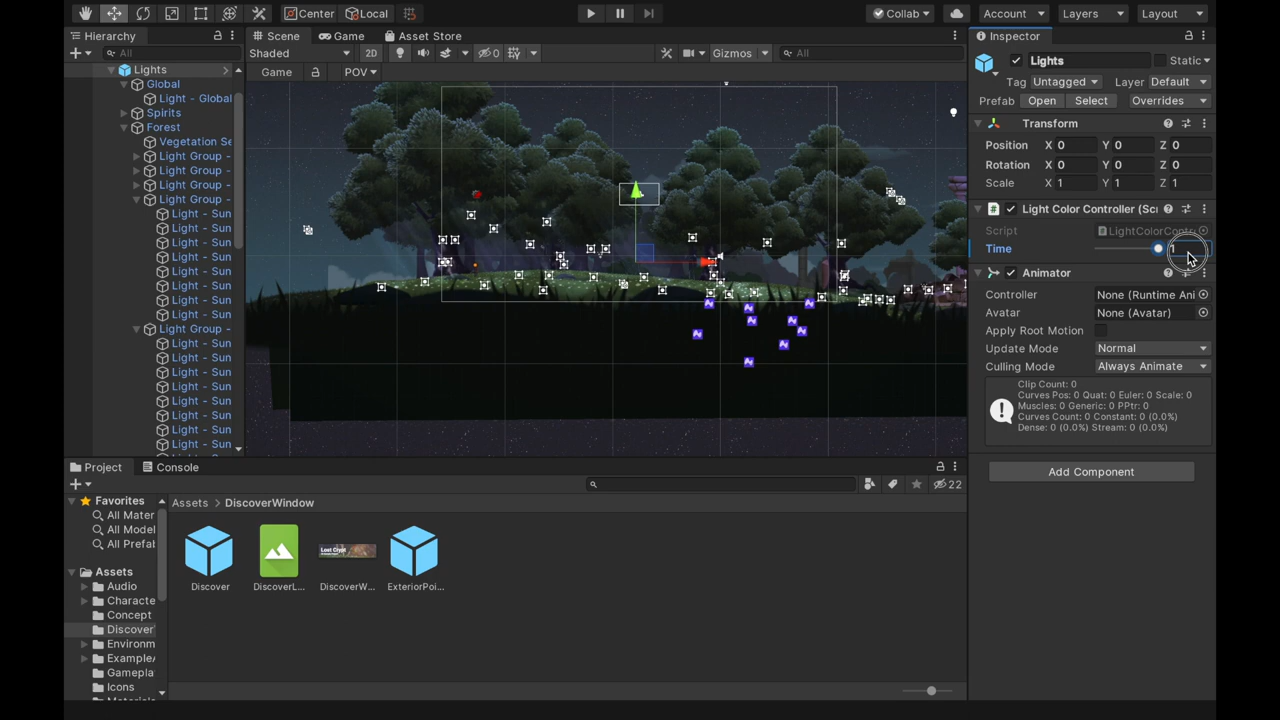 Center
Local
Collab
Account
Layers
Layout
Hierarchy
All
Lights
Global
Light - Global
Spirits
Forest
Vegetation Se
Light Group -
Light Group -
Light Group -
Light Group -
Light - Sun
Light - Sun
Light - Sun
Light - Sun
Light - Sun
Light - Sun
Light - Sun
Light - Sun
Light Group -
Light - Sun
Light - Sun
Light - Sun
Light - Sun
Light - Sun
Light - Sun
Light - Sun
Light - Sun
Scene
Game
Asset Store
Shaded
2D
0
Gizmos
All
Game
POV
Inspector
Lights
Static
Tag Untagged
Layer Default
Prefab Open Select Overrides
Transform
Position X 0 Y 0 Z 0
Rotation X 0 Y 0 Z 0
Scale X 1 Y 1 Z 1
Light Color Controller (Scr
Script LightColorContr
Time 1
Animator
Controller None (Runtime Ani
Avatar None (Avatar)
Apply Root Motion
Update Mode Normal
Culling Mode Always Animate
Clip Count: 0
Curves Pos: 0 Quat: 0 Euler: 0 Scale: 0
Muscles: 0 Generic: 0 PPtr: 0
Curves Count: 0 Constant: 0 (0.0%)
Dense: 0 (0.0%) Stream: 0 (0.0%)
Add Component
Project
Console
22
Favorites
All Mater
All Model
All Prefat
Assets
Audio
Characte
Concept
Discover
Environm
Example
Gamepla
Icons
Assets > DiscoverWindow
Lost Crypt
Discover
DiscoverL...
DiscoverW...
ExteriorPoi...